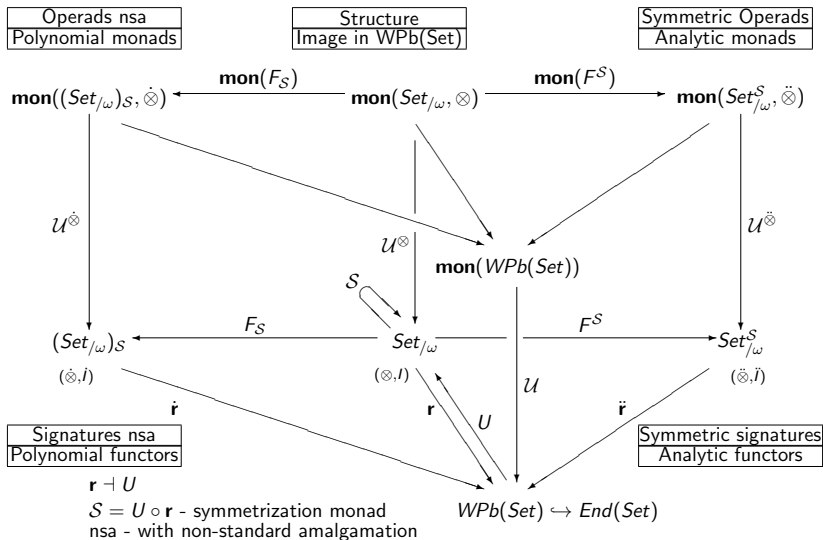 Operads nsa
Polynomial monads
Structure
Image in WPb(Set)
Symmetric Operads
Analytic monads
mon(F_𝒮)
mon(F^𝒮)
mon((Set_{/ω})_𝒮, ⊗̇)
mon(Set_{/ω}, ⊗)
mon(Set^𝒮_{/ω}, ⊗̈)
𝒰^⊗̇
𝒰^⊗
𝒰^⊗̈
mon(WPb(Set))
𝒮
F_𝒮
F^𝒮
(Set_{/ω})_𝒮
Set_{/ω}
Set^𝒮_{/ω}
(⊗̇,İ)
(⊗,I)
(⊗̈,Ï)
𝒰
ṙ
r
U
r̈
Signatures nsa
Polynomial functors
Symmetric signatures
Analytic functors
r ⊣ U
𝒮 = U ∘ r - symmetrization monad
WPb(Set) ↪ End(Set)
nsa - with non-standard amalgamation